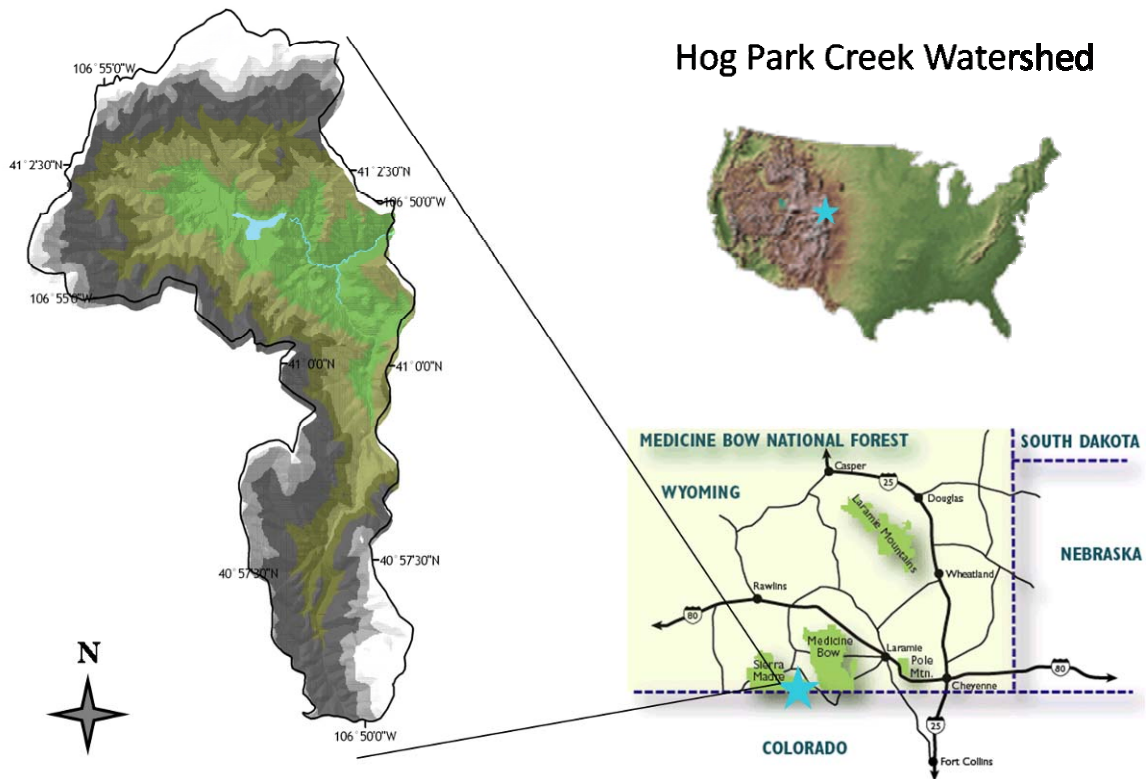 Hog Park Creek Watershed
106°55'0"W
41°2'30"N
41°2'30"N
106°50'0"W
106°55'0"W
41°0'0"N
41°0'0"N
40°57'30"N
40°57'30"N
106°50'0"W
N
MEDICINE BOW NATIONAL FOREST
SOUTH DAKOTA
WYOMING
NEBRASKA
COLORADO
Casper
25
Douglas
Laramie Mountains
Wheatland
Rawlins
80
Medicine
Bow
Sierra
Madre
Laramie
Pole
Mtn.
Cheyenne
80
25
Fort Collins